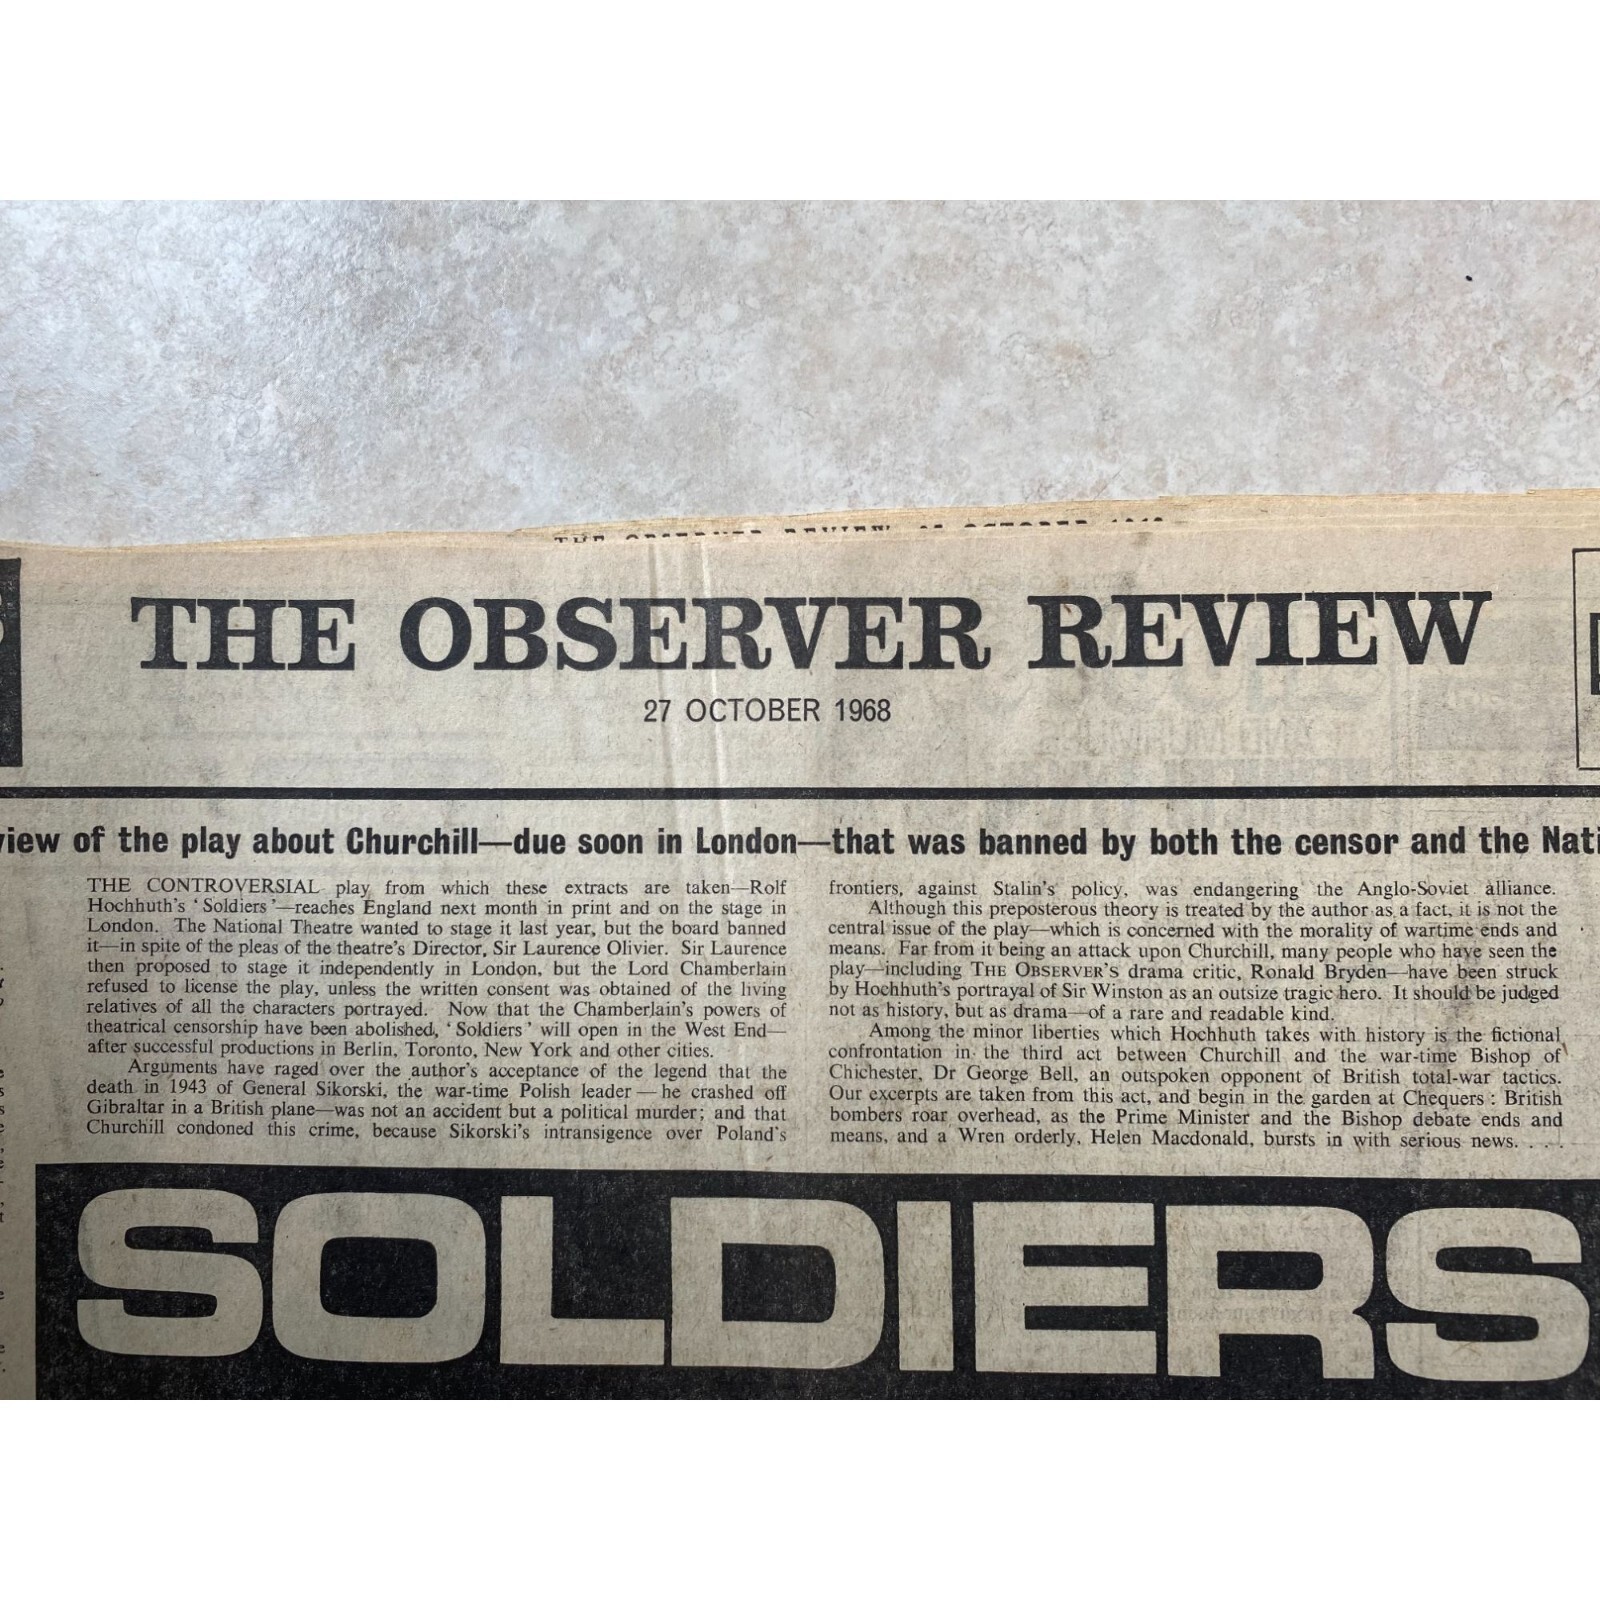 THE OBSERVER REVIEW, 27 OCTOBER 1968
THE OBSERVER REVIEW
27 OCTOBER 1968
view of the play about Churchill—due soon in London—that was banned by both the censor and the Nati
THE CONTROVERSIAL play from which these extracts are taken—Rolf
Hochhuth's ‘Soldiers’—reaches England next month in print and on the stage in
London. The National Theatre wanted to stage it last year, but the board banned
it—in spite of the pleas of the theatre's Director, Sir Laurence Olivier. Sir Laurence
then proposed to stage it independently in London, but the Lord Chamberlain
refused to license the play, unless the written consent was obtained of the living
relatives of all the characters portrayed. Now that the Chamberlain's powers of
theatrical censorship have been abolished, ‘Soldiers’ will open in the West End—
after successful productions in Berlin, Toronto, New York and other cities.
Arguments have raged over the author's acceptance of the legend that the
death in 1943 of General Sikorski, the war-time Polish leader—he crashed off
Gibraltar in a British plane—was not an accident but a political murder; and that
Churchill condoned this crime, because Sikorski's intransigence over Poland's
frontiers, against Stalin's policy, was endangering the Anglo-Soviet alliance.
Although this preposterous theory is treated by the author as a fact, it is not the
central issue of the play—which is concerned with the morality of wartime ends and
means. Far from it being an attack upon Churchill, many people who have seen the
play—including THE OBSERVER'S drama critic, Ronald Bryden—have been struck
by Hochhuth's portrayal of Sir Winston as an outsize tragic hero. It should be judged
not as history, but as drama—of a rare and readable kind.
Among the minor liberties which Hochhuth takes with history is the fictional
confrontation in the third act between Churchill and the war-time Bishop of
Chichester, Dr George Bell, an outspoken opponent of British total-war tactics.
Our excerpts are taken from this act, and begin in the garden at Chequers : British
bombers roar overhead, as the Prime Minister and the Bishop debate ends and
means, and a Wren orderly, Helen Macdonald, bursts in with serious news. . . .
SOLDIERS